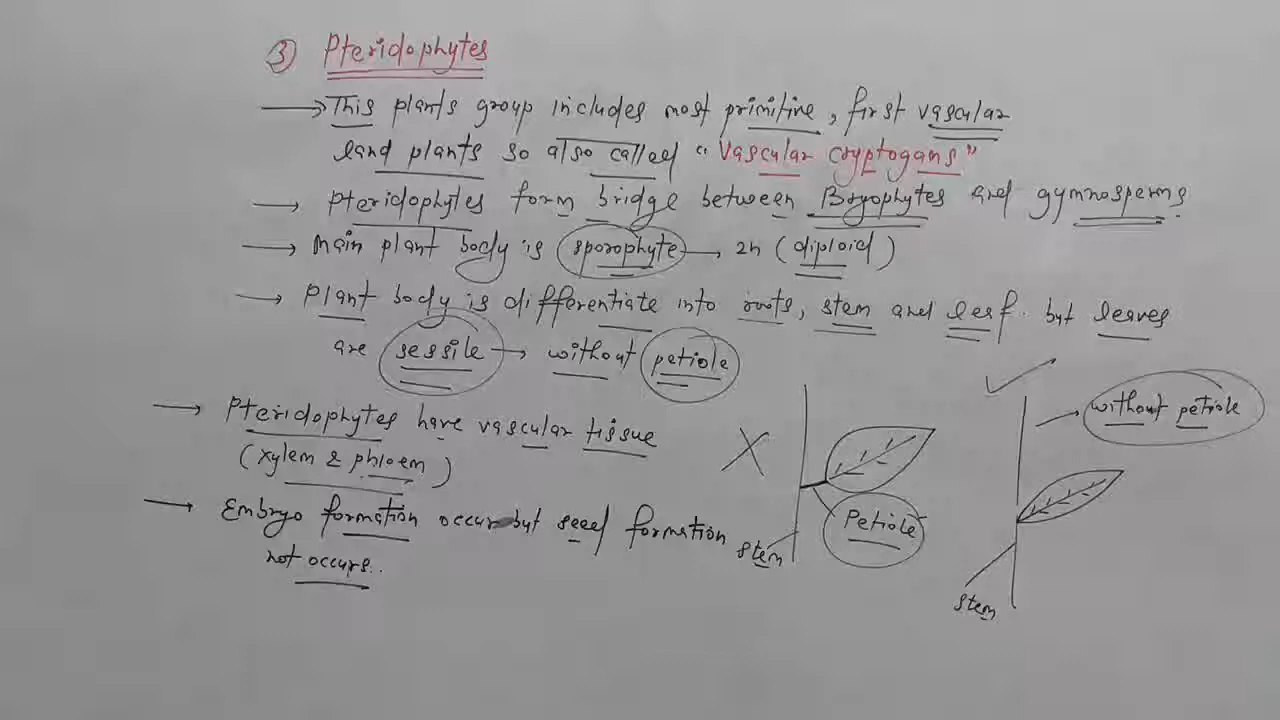 ③ Pteridophytes
→ This plants group includes most primitive, first vascular
land plants so also called "Vascular cryptogans"
→ Pteridophytes form bridge between Bryophytes and gymnosperms
→ Main plant body is sporophyte → 2n (diploid)
→ Plant body is differentiate into roots, stem and leaf. but leaves
are sessile → without petiole
→ Pteridophytes have vascular tissue
(xylem & phloem)
→ Embryo formation occur but seed formation
not occurs..
Petiole
stem
without petiole
stem